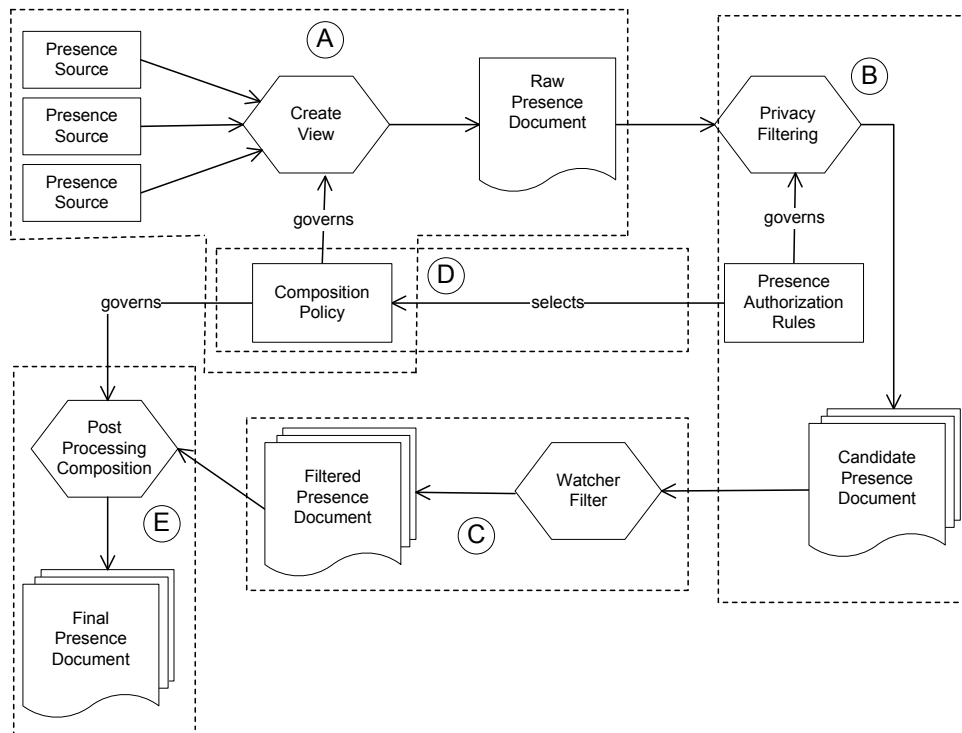 A
Presence
Source
Presence
Source
Presence
Source
Create
View
Raw
Presence
Document
B
Privacy
Filtering
governs
governs
D
Composition
Policy
governs
selects
Presence
Authorization
Rules
Post
Processing
Composition
Filtered
Presence
Document
Watcher
Filter
Candidate
Presence
Document
C
E
Final
Presence
Document